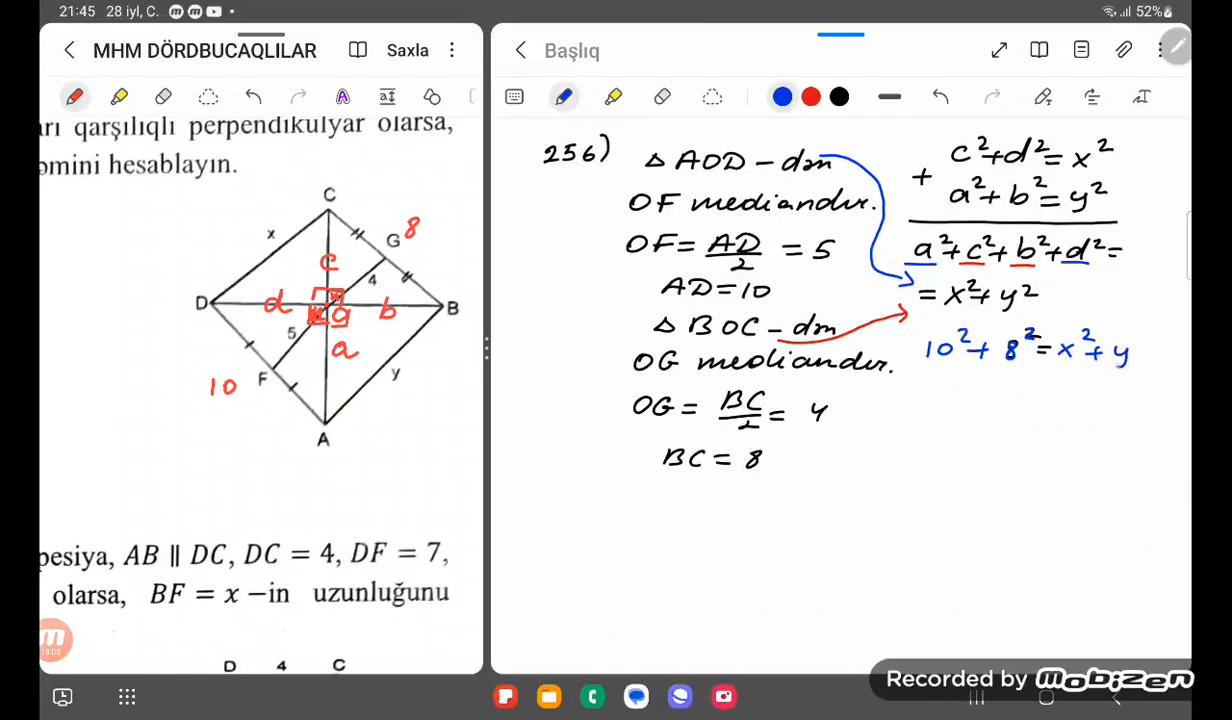 21:45 28 iyl, C.
52%
MHM DÖRDBUCAQLILAR
Saxla
Başlıq
arı qarşılıqlı perpendikulyar olarsa,
əmini hesablayın.
C
x
G 8
c
4
D
d
b
B
O
5
a
y
10
F
A
pesiya, AB ∥ DC, DC = 4, DF = 7,
olarsa, BF = x −in uzunluğunu
D 4 C
256)
△ AOD - dən
OF mediandır.
OF = AD/2 = 5
AD = 10
△ BOC - dən
OG mediandır.
OG = BC/2 = 4
BC = 8
c² + d² = x²
+
a² + b² = y²
a² + c² + b² + d² =
= x² + y²
10² + 8² = x² + y
Recorded by mobizen